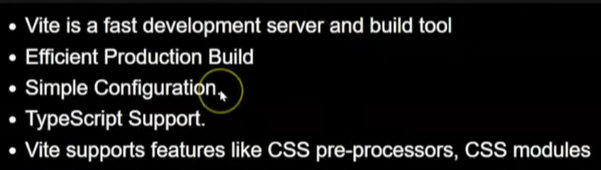 • Vite is a fast development server and build tool
• Efficient Production Build
• Simple Configuration.
• TypeScript Support.
• Vite supports features like CSS pre-processors, CSS modules